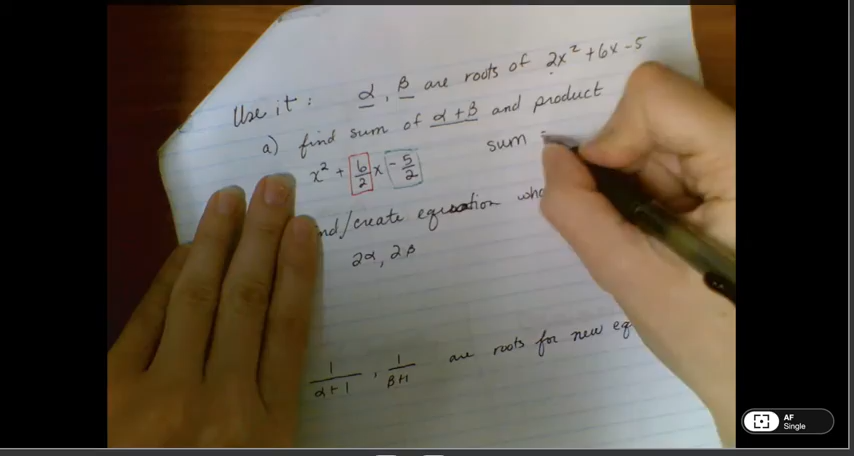 Use it: α, β are roots of 2x² + 6x - 5
a) find sum of α + β and product
x² + 6/2 x - 5/2 sum =
nd/create equation who
2α, 2β
1/(α+1), 1/(β+1) are roots for new eq
AF
Single